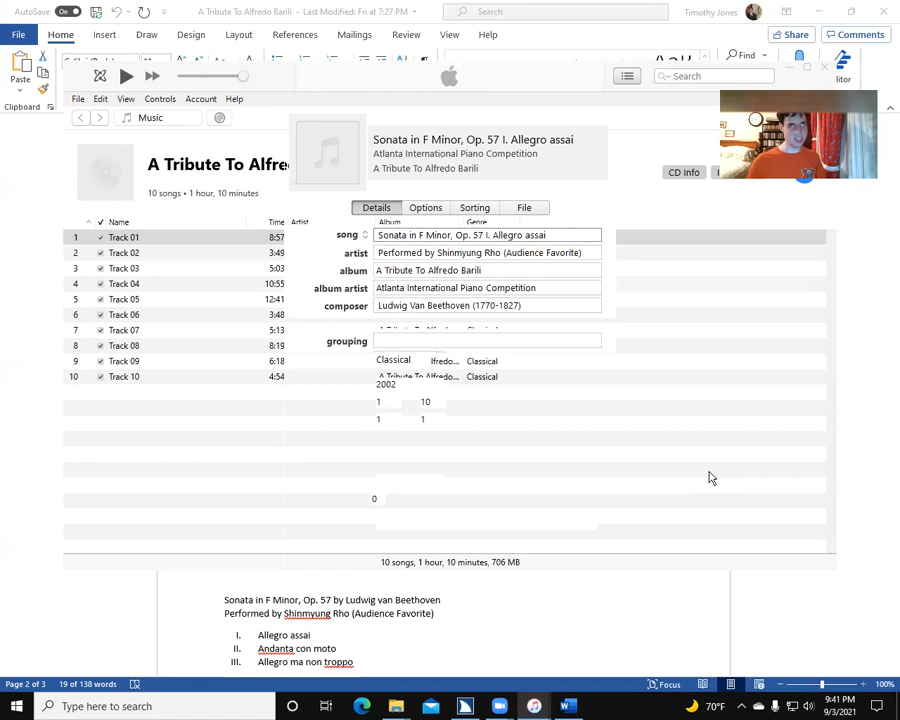 AutoSave On A Tribute To Alfredo Barili - Last Modified: Fri at 7:27 PM Search Timothy Jones
File Home Insert Draw Design Layout References Mailings Review View Help Share Comments
Paste
Clipboard
Find
litor
Search
File Edit View Controls Account Help
Music
A Tribute To Alfre
10 songs • 1 hour, 10 minutes
Sonata in F Minor, Op. 57 I. Allegro assai
Atlanta International Piano Competition
A Tribute To Alfredo Barili
CD Info
Details Options Sorting File
Name Time Artist Album Genre
song Sonata in F Minor, Op. 57 I. Allegro assai
artist Performed by Shinmyung Rho (Audience Favorite)
album A Tribute To Alfredo Barili
album artist Atlanta International Piano Competition
composer Ludwig Van Beethoven (1770-1827)
grouping
Classical
2002
1 10
1 1
0
1 Track 01 8:57
2 Track 02 3:49
3 Track 03 5:03
4 Track 04 10:55
5 Track 05 12:41
6 Track 06 3:48
7 Track 07 5:13
8 Track 08 8:19
9 Track 09 6:18 lfredo... Classical
10 Track 10 4:54 A Tribute To Alfredo... Classical
10 songs, 1 hour, 10 minutes, 706 MB
Sonata in F Minor, Op. 57 by Ludwig van Beethoven
Performed by Shinmyung Rho (Audience Favorite)
I. Allegro assai
II. Andanta con moto
III. Allegro ma non troppo
Page 2 of 3 19 of 138 words Focus 100%
Type here to search 70°F 9:41 PM
9/3/2021